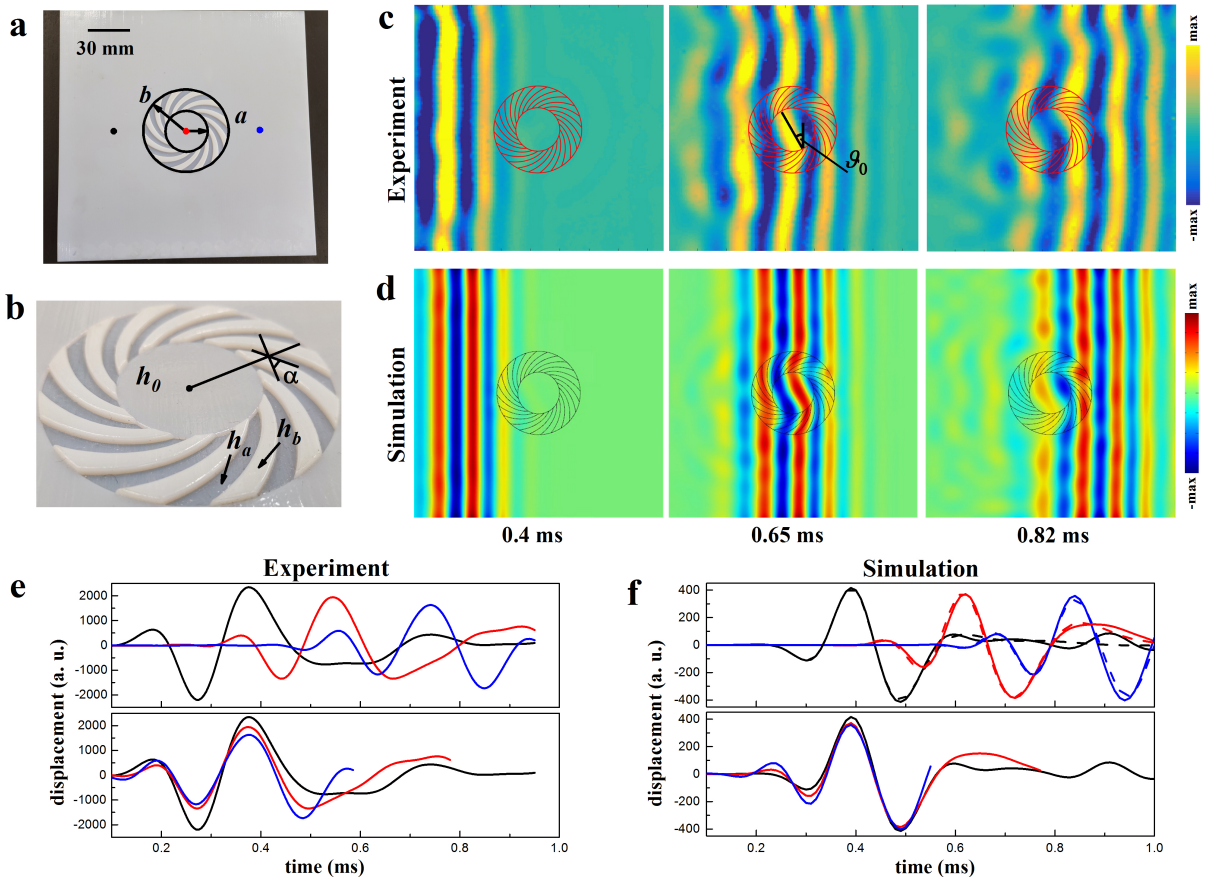 a
30 mm
b
a
b
h0
α
ha
hb
c
Experiment
ϑ0
max
-max
d
Simulation
max
-max
0.4 ms
0.65 ms
0.82 ms
e
Experiment
displacement (a. u.)
2000
1000
0
-1000
-2000
2000
1000
0
-1000
-2000
0.2
0.4
0.6
0.8
1.0
time (ms)
f
Simulation
displacement (a. u.)
400
200
0
-200
-400
400
200
0
-200
-400
0.2
0.4
0.6
0.8
1.0
time (ms)